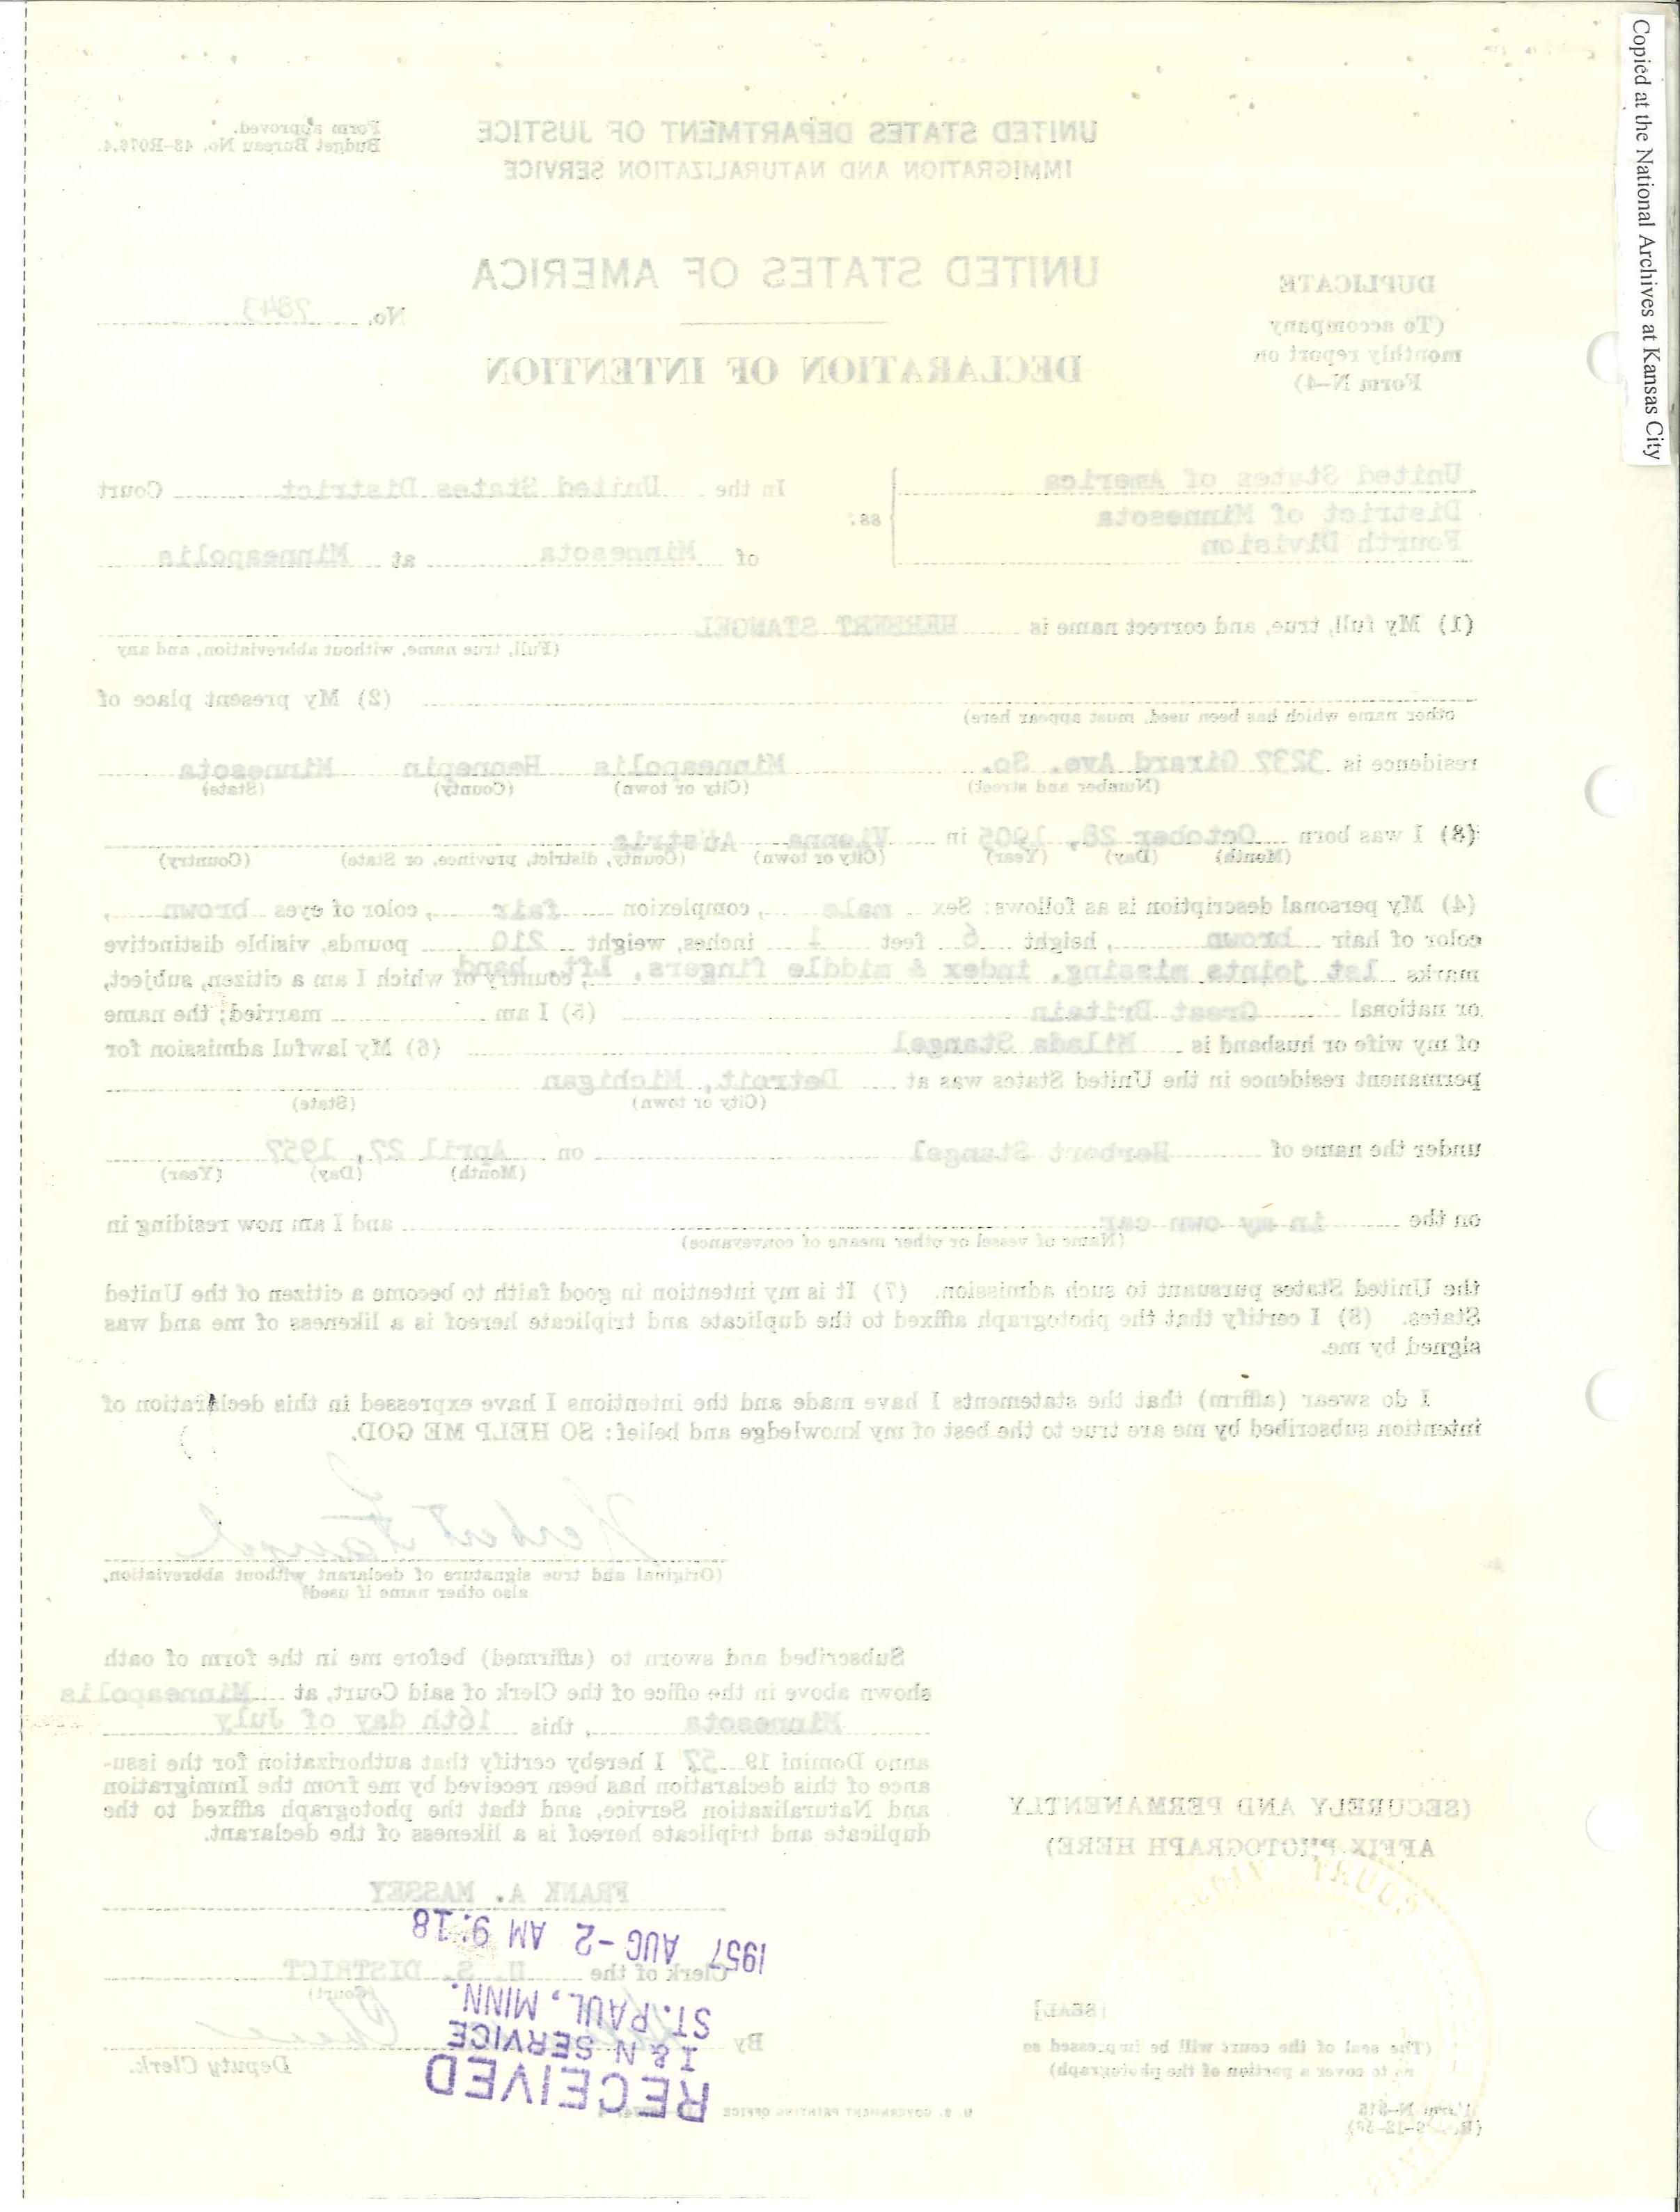 Copied at the National Archives at Kansas City
Form approved.
Budget Bureau No. 43-R076.4.
UNITED STATES DEPARTMENT OF JUSTICE
IMMIGRATION AND NATURALIZATION SERVICE
UNITED STATES OF AMERICA
DUPLICATE
(To accompany
monthly report on
Form N-4)
No. 7843
DECLARATION OF INTENTION
United States of America
District of Minnesota
Fourth Division
ss:
In the United States District Court
of Minnesota at Minneapolis
(1) My full, true, and correct name is HERBERT STANGEL
(Full, true name, without abbreviation, and any
other name which has been used, must appear here)
(2) My present place of
residence is 3237 Girard Ave. So. Minneapolis Hennepin Minnesota
(Number and street) (City or town) (County) (State)
(3) I was born October 28, 1905 in Vienna Austria
(Month) (Day) (Year) (City or town) (County, district, province, or State) (Country)
(4) My personal description is as follows: Sex male, complexion fair, color of eyes brown,
color of hair brown, height 6 feet 1 inches, weight 210 pounds, visible distinctive
marks 1st joints missing, index & middle fingers, Lft. hand; country of which I am a citizen, subject,
or national Great Britain (5) I am married; the name
of my wife or husband is Milada Stangel (6) My lawful admission for
permanent residence in the United States was at Detroit, Michigan
(City or town) (State)
under the name of Herbert Stangel on April 27, 1957
(Month) (Day) (Year)
on the in my own car and I am now residing in
(Name of vessel or other means of conveyance)
the United States pursuant to such admission. (7) It is my intention in good faith to become a citizen of the United
States. (8) I certify that the photograph affixed to the duplicate and triplicate hereof is a likeness of me and was
signed by me.
I do swear (affirm) that the statements I have made and the intentions I have expressed in this declaration of
intention subscribed by me are true to the best of my knowledge and belief: SO HELP ME GOD.
Herbert Stangel
(Original and true signature of declarant without abbreviation,
also other name if used)
Subscribed and sworn to (affirmed) before me in the form of oath
shown above in the office of the Clerk of said Court, at Minneapolis
Minnesota, this 16th day of July
anno Domini 19 57 I hereby certify that authorization for the issu-
ance of this declaration has been received by me from the Immigration
and Naturalization Service, and that the photograph affixed to the
duplicate and triplicate hereof is a likeness of the declarant.
(SECURELY AND PERMANENTLY
AFFIX PHOTOGRAPH HERE)
FRANK A. MASSEY
Clerk of the U. S. DISTRICT
(Court)
By
Deputy Clerk.
RECEIVED
I & N SERVICE
ST. PAUL, MINN.
1957 AUG-2 AM 9:18
[SEAL]
(The seal of the court will be impressed so
as to cover a portion of the photograph)
Form N-315
U. S. GOVERNMENT PRINTING OFFICE